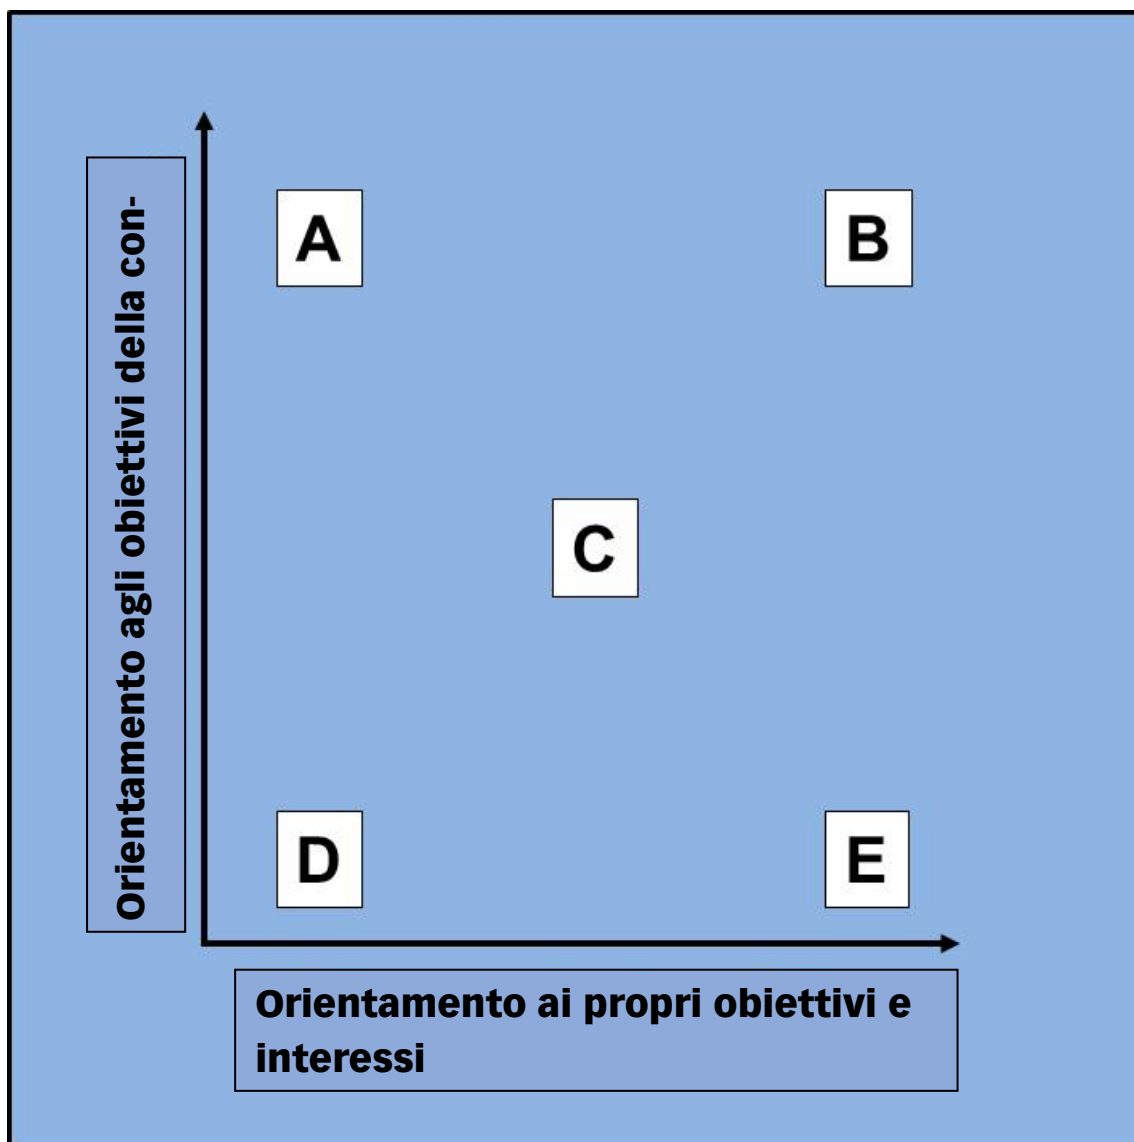 Orientamento agli obiettivi della con-
A
B
C
D
E
Orientamento ai propri obiettivi e
interessi